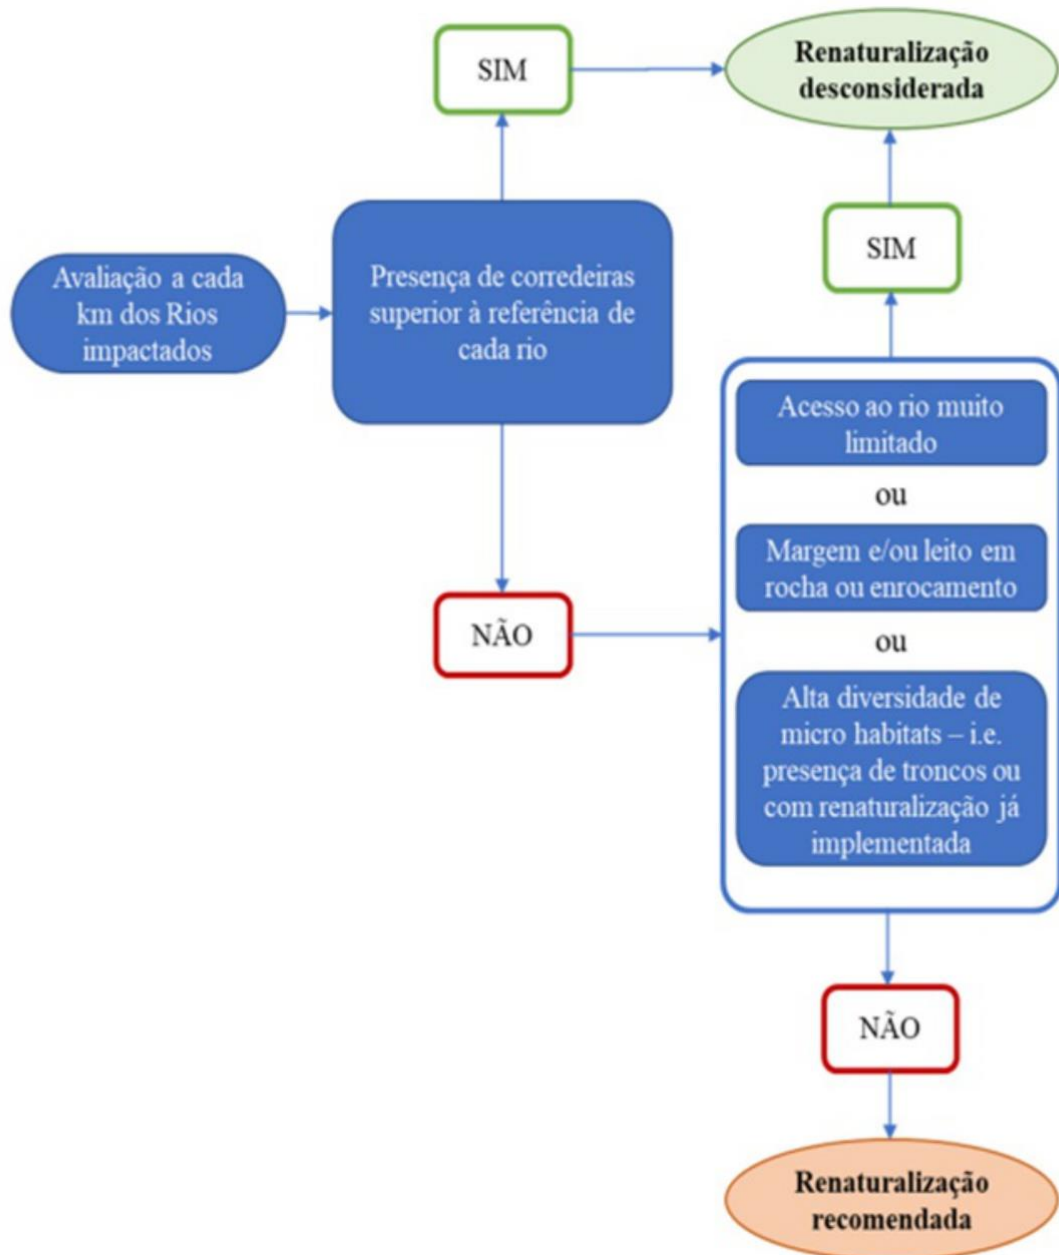 SIM
Renaturalização
desconsiderada
SIM
Avaliação a cada
km dos Rios
impactados
Presença de corredeiras
superior à referência de
cada rio
Acesso ao rio muito
limitado
ou
Margem e/ou leito em
rocha ou enrocamento
ou
NÃO
Alta diversidade de
micro habitats – i.e.
presença de troncos ou
com renaturalização já
implementada
NÃO
Renaturalização
recomendada